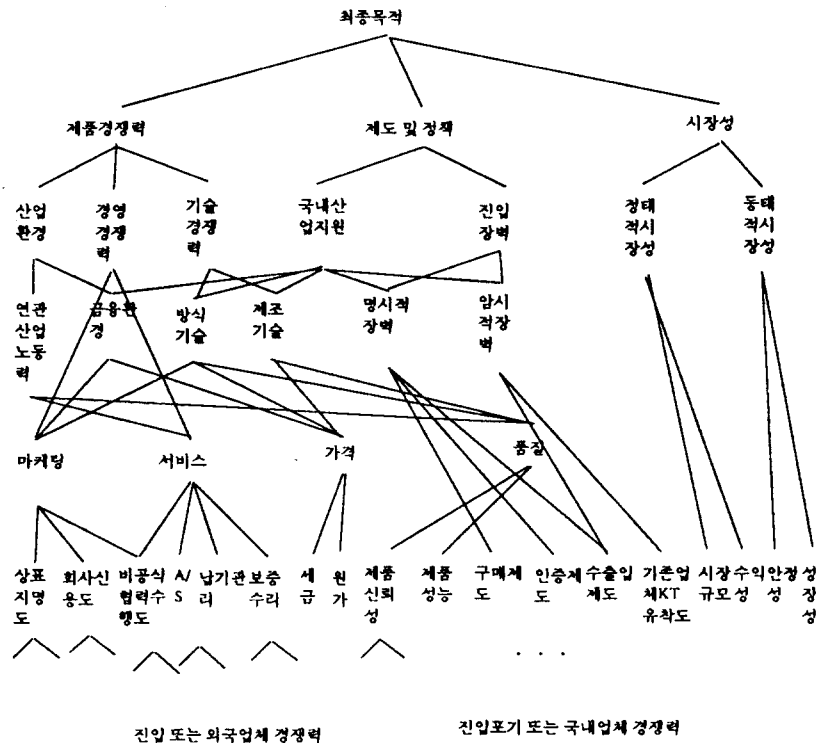 최종목적
제품경쟁력 제도 및 정책 시장성
산업 경영 기술 국내산 진입 정태 동태
환경 경쟁 경쟁 업지원 장벽 적시 적시
력 력 장성 장성
연관 금융환 방식 제조 명시적 암시
산업 경 기술 기술 장벽 적장
노동 벽
력
마케팅 서비스 가격 품질
상표 회사신 비공식 A/ 납기관 보증 세 원 제품 제품 구매제 인증제 수출입 기존업 시장 수익 안정 성
지명 용도 협력수 S 리 수리 금 가 신뢰 성능 도 도 제도 체KT 규모 성 성 장
도 행도 성 유착도 성
. . .
진입 또는 외국업체 경쟁력 진입포기 또는 국내업체 경쟁력